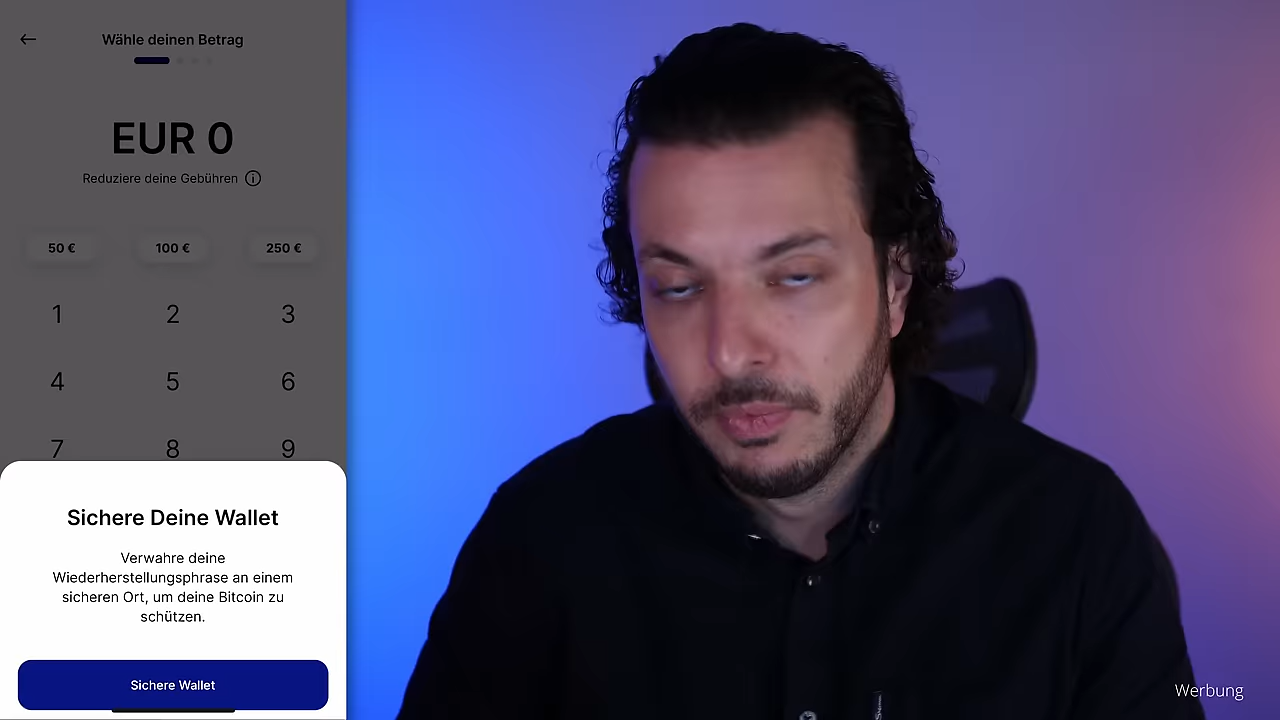 Wähle deinen Betrag
EUR 0
Reduziere deine Gebühren
50 €
100 €
250 €
1
2
3
4
5
6
7
8
9
Sichere Deine Wallet
Verwahre deine
Wiederherstellungsphrase an einem
sicheren Ort, um deine Bitcoin zu
schützen.
Sichere Wallet
Werbung